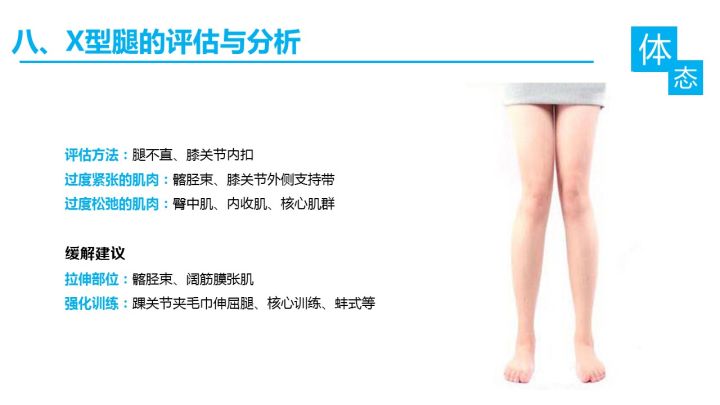 八、X型腿的评估与分析
体
态
评估方法：腿不直、膝关节内扣
过度紧张的肌肉：髂胫束、膝关节外侧支持带
过度松弛的肌肉：臀中肌、内收肌、核心肌群
缓解建议
拉伸部位：髂胫束、阔筋膜张肌
强化训练：踝关节夹毛巾伸屈腿、核心训练、蚌式等